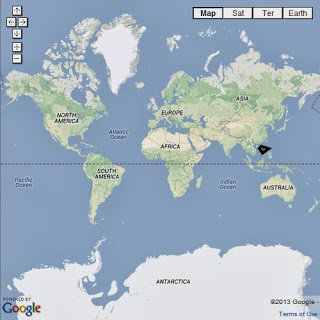 Map Sat Ter Earth
NORTH
AMERICA
EUROPE
ASIA
Atlantic
Ocean
AFRICA
Pacific
Ocean
SOUTH
AMERICA
Indian
Ocean
AUSTRALIA
ANTARCTICA
POWERED BY
Google
©2013 Google -
Terms of Use